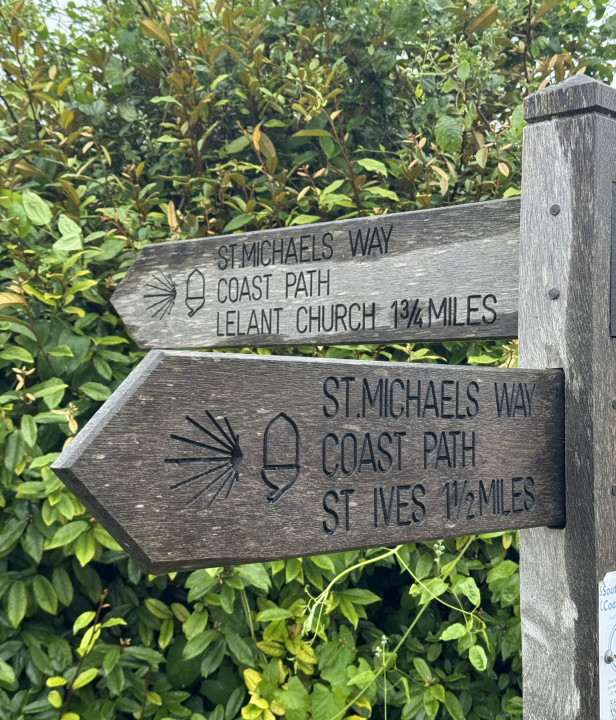 ST.MICHAELS WAY
COAST PATH
LELANT CHURCH 1¾ MILES
ST.MICHAELS WAY
COAST PATH
ST IVES 1½ MILES